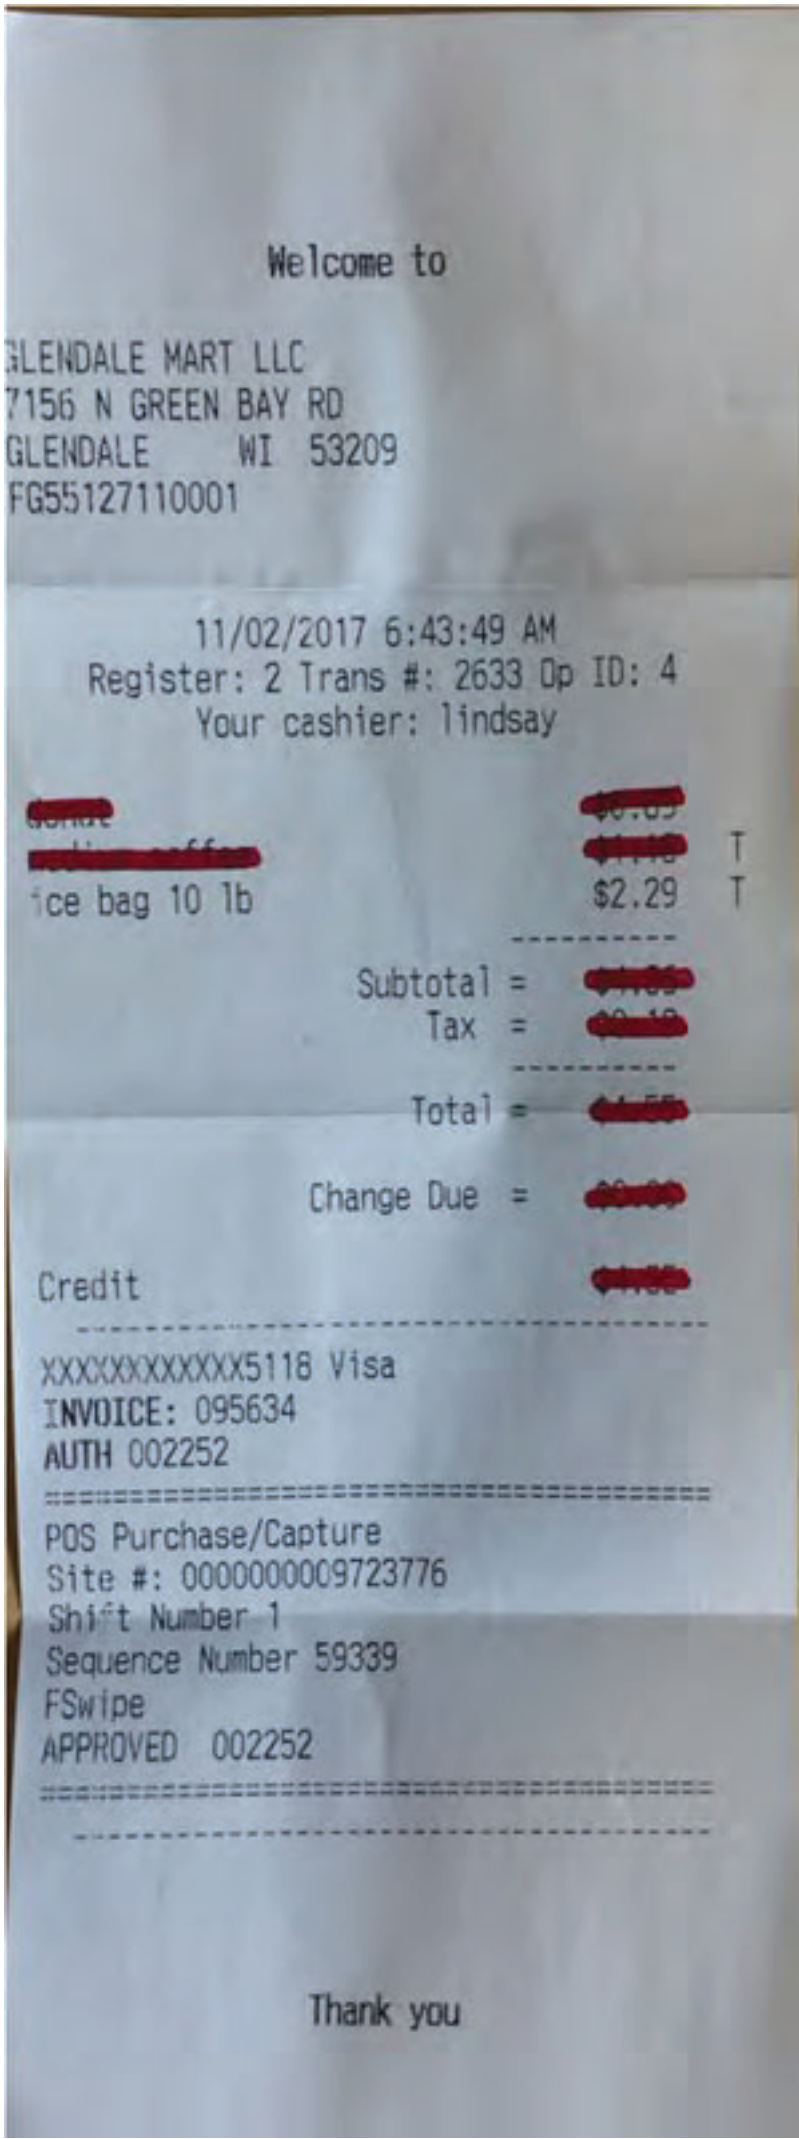 Welcome to
GLENDALE MART LLC
7156 N GREEN BAY RD
GLENDALE WI 53209
FG55127110001
11/02/2017 6:43:49 AM
Register: 2 Trans #: 2633 Op ID: 4
Your cashier: lindsay
T
ice bag 10 lb $2.29 T
Subtotal =
Tax =
Total =
Change Due =
Credit
XXXXXXXXXXXX5118 Visa
INVOICE: 095634
AUTH 002252
POS Purchase/Capture
Site #: 0000000009723776
Shift Number 1
Sequence Number 59339
FSwipe
APPROVED 002252
Thank you